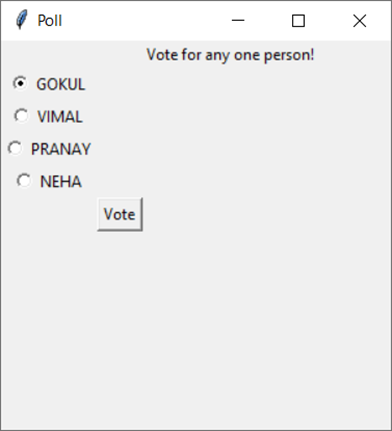 Poll
Vote for any one person!
GOKUL
VIMAL
PRANAY
NEHA
Vote